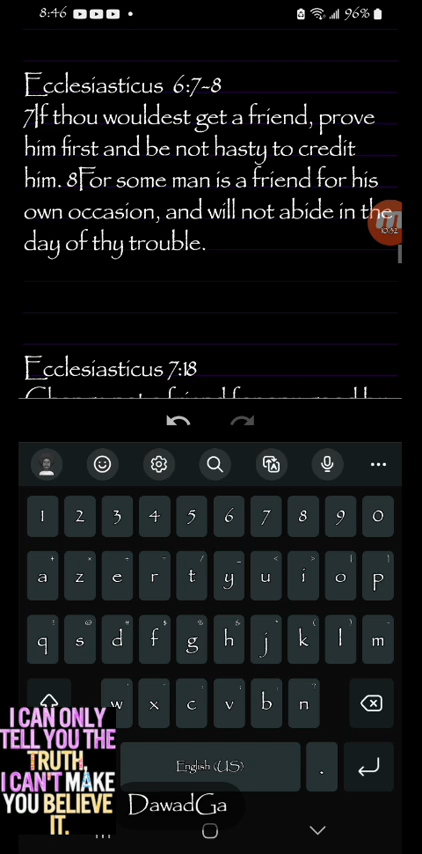 8:46 96%
Ecclesiasticus 6:7-8
7If thou wouldest get a friend, prove
him first and be not hasty to credit
him. 8For some man is a friend for his
own occasion, and will not abide in the
day of thy trouble.
10:52
Ecclesiasticus 7:18
1 2 3 4 5 6 7 8 9 0
a z e r t y u i o p
q s d f g h j k l m
w x c v b n
English (US) .
I CAN ONLY
TELL YOU THE
TRUTH,
I CAN'T MAKE
YOU BELIEVE
IT.
DawadGa